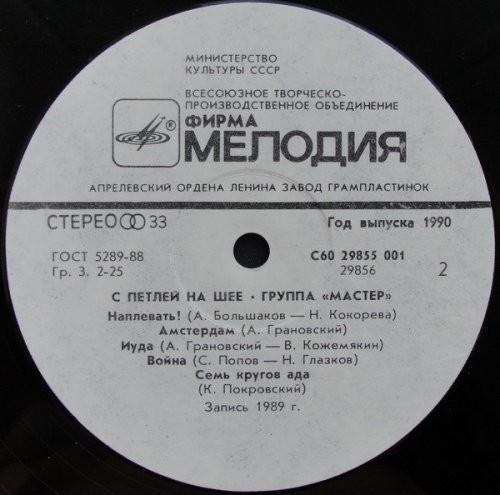 МИНИСТЕРСТВО
КУЛЬТУРЫ СССР
ВСЕСОЮЗНОЕ ТВОРЧЕСКО-
ПРОИЗВОДСТВЕННОЕ ОБЪЕДИНЕНИЕ
® ФИРМА
МЕЛОДИЯ
АПРЕЛЕВСКИЙ ОРДЕНА ЛЕНИНА ЗАВОД ГРАМПЛАСТИНОК
СТЕРЕО 33
Год выпуска 1990
ГОСТ 5289-88
С60 29855 001
Гр. 3. 2-25
29856
2
С ПЕТЛЕЙ НА ШЕЕ · ГРУППА «МАСТЕР»
Наплевать! (А. Большаков — Н. Кокорева)
Амстердам (А. Грановский)
Иуда (А. Грановский — В. Кожемякин)
Война (С. Попов — Н. Глазков)
Семь кругов ада
(К. Покровский)
Запись 1989 г.